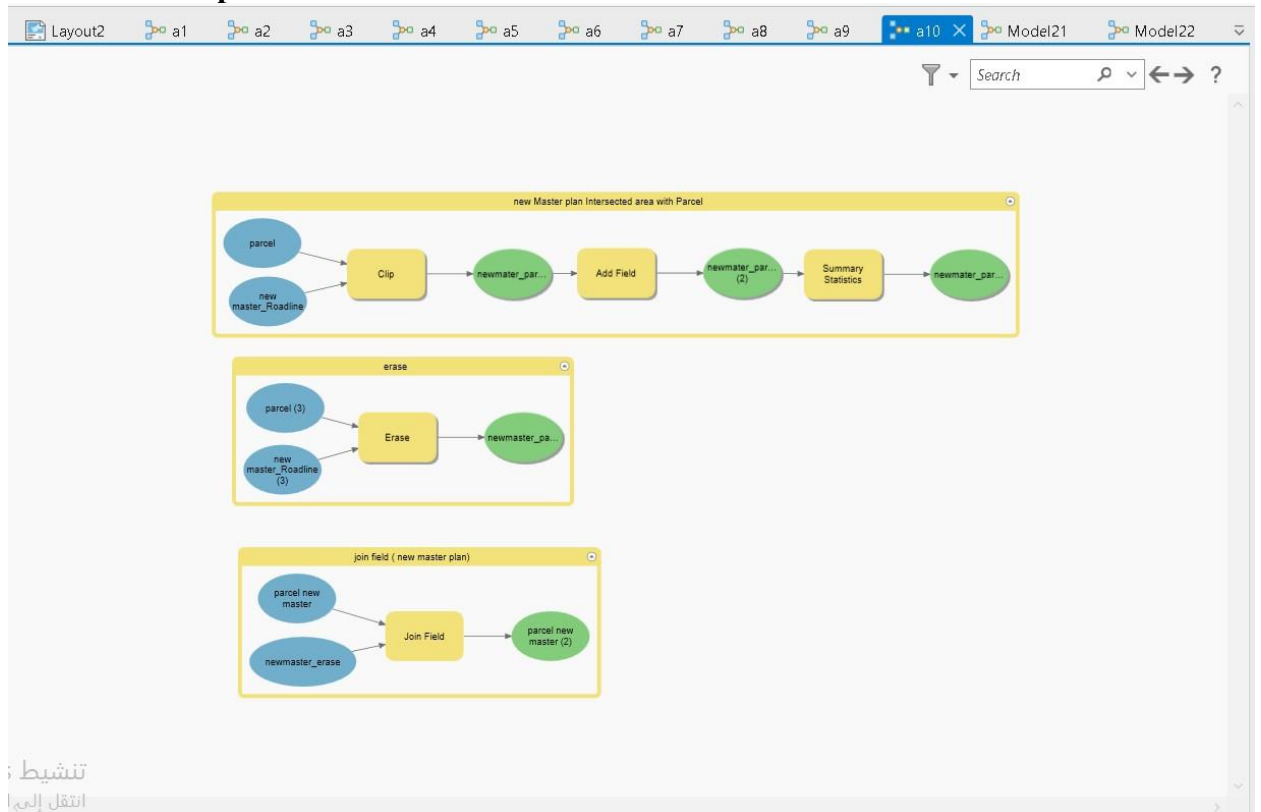 Layout2 a1 a2 a3 a4 a5 a6 a7 a8 a9 a10 Model21 Model22
Search
?
new Master plan Intersected area with Parcel
parcel
new
master_Roadline
Clip
newmater_par...
Add Field
newmater_par...
(2)
Summary
Statistics
newmater_par...
erase
parcel (3)
new
master_Roadline
(3)
Erase
newmaster_pa...
join field ( new master plan)
parcel new
master
newmaster_erase
Join Field
parcel new
master (2)
تنشيط
انتقل إلى